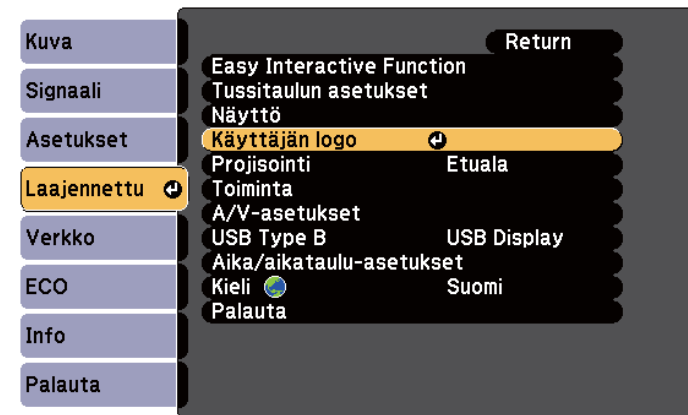 Kuva
Signaali
Asetukset
Laajennettu
Verkko
ECO
Info
Palauta
Return
Easy Interactive Function
Tussitaulun asetukset
Näyttö
Käyttäjän logo
Projisointi Etuala
Toiminta
A/V-asetukset
USB Type B USB Display
Aika/aikataulu-asetukset
Kieli Suomi
Palauta